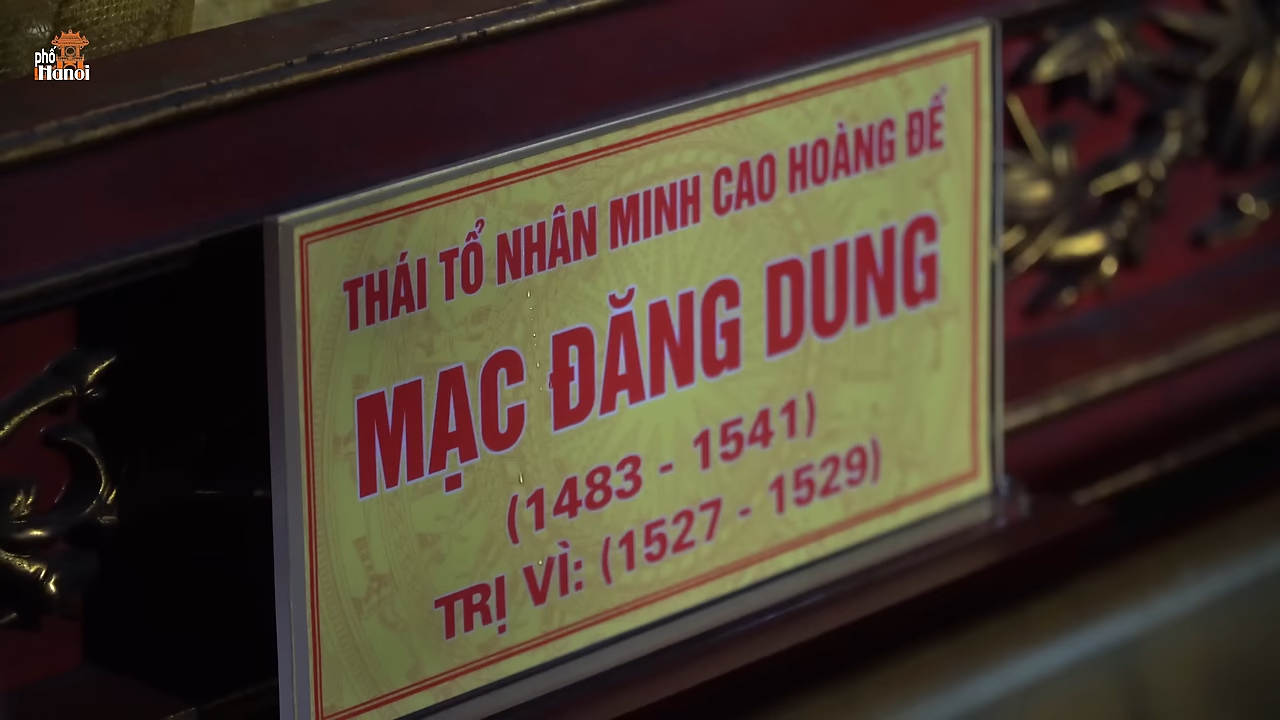 phố
Hanoi
THÁI TỔ NHÂN MINH CAO HOÀNG ĐẾ
MẠC ĐĂNG DUNG
(1483 - 1541)
TRỊ VÌ: (1527 - 1529)